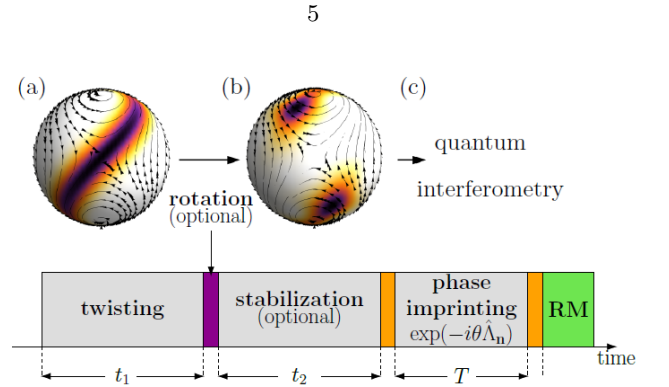 5
(a)
(b)
(c)
quantum
interferometry
rotation
(optional)
twisting
stabilization
(optional)
phase
imprinting
exp(−iθΛ̂ₙ)
RM
time
t₁
t₂
T